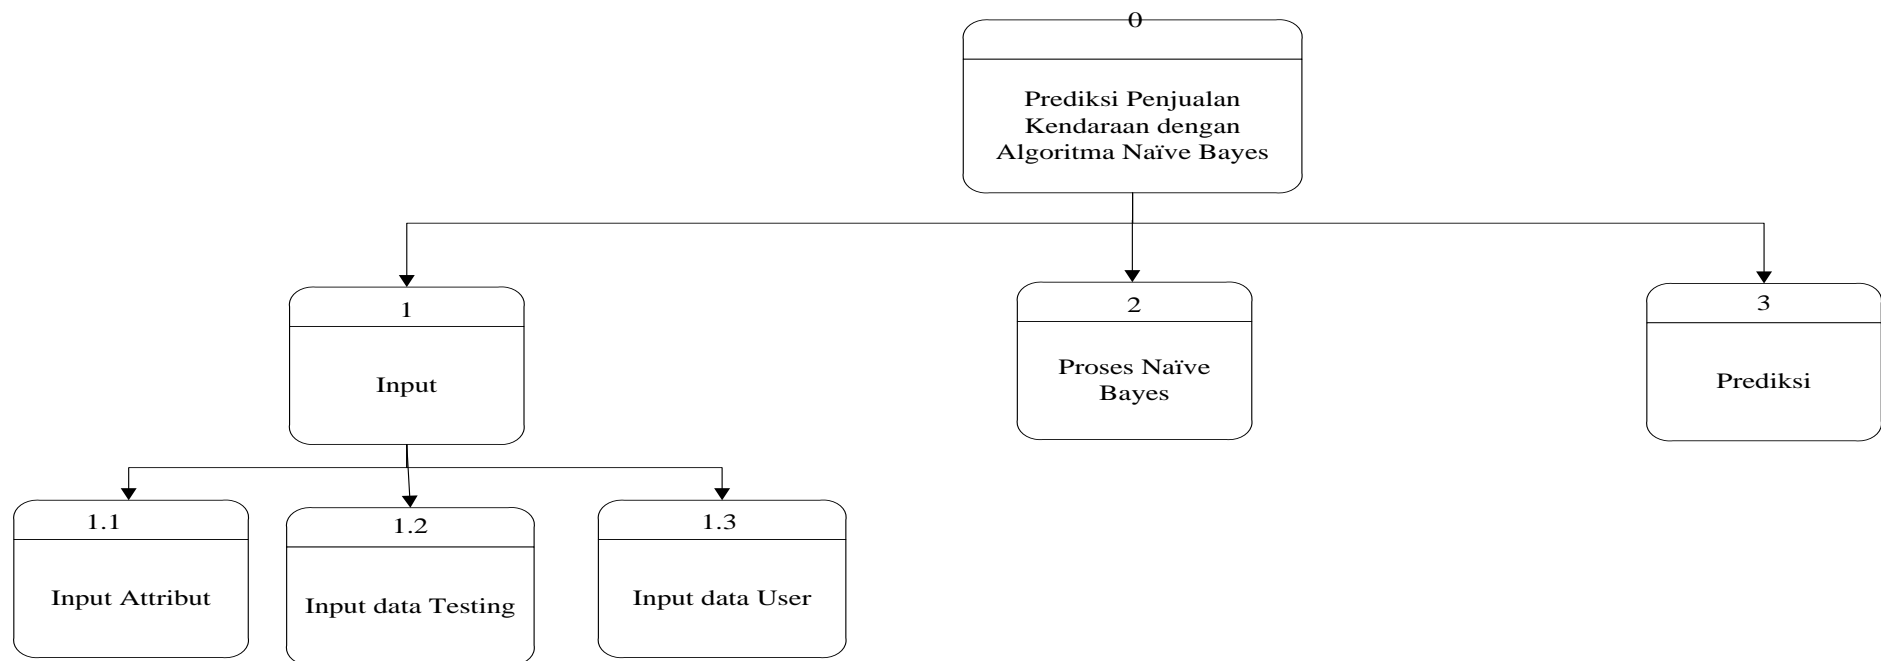 0
Prediksi Penjualan
Kendaraan dengan
Algoritma Naïve Bayes
1
Input
2
Proses Naïve
Bayes
3
Prediksi
1.1
Input Attribut
1.2
Input data Testing
1.3
Input data User